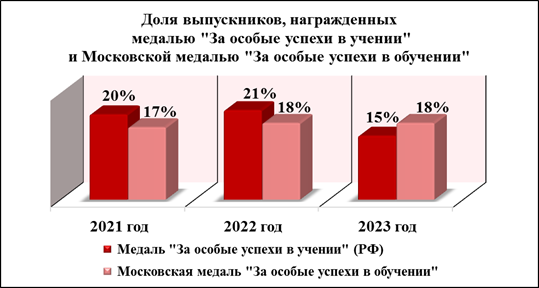 Доля выпускников, награжденных
медалью "За особые успехи в учении"
и Московской медалью "За особые успехи в обучении"
20% 17% 21% 18% 15% 18%
2021 год 2022 год 2023 год
Медаль "За особые успехи в учении" (РФ)
Московская медаль "За особые успехи в обучении"